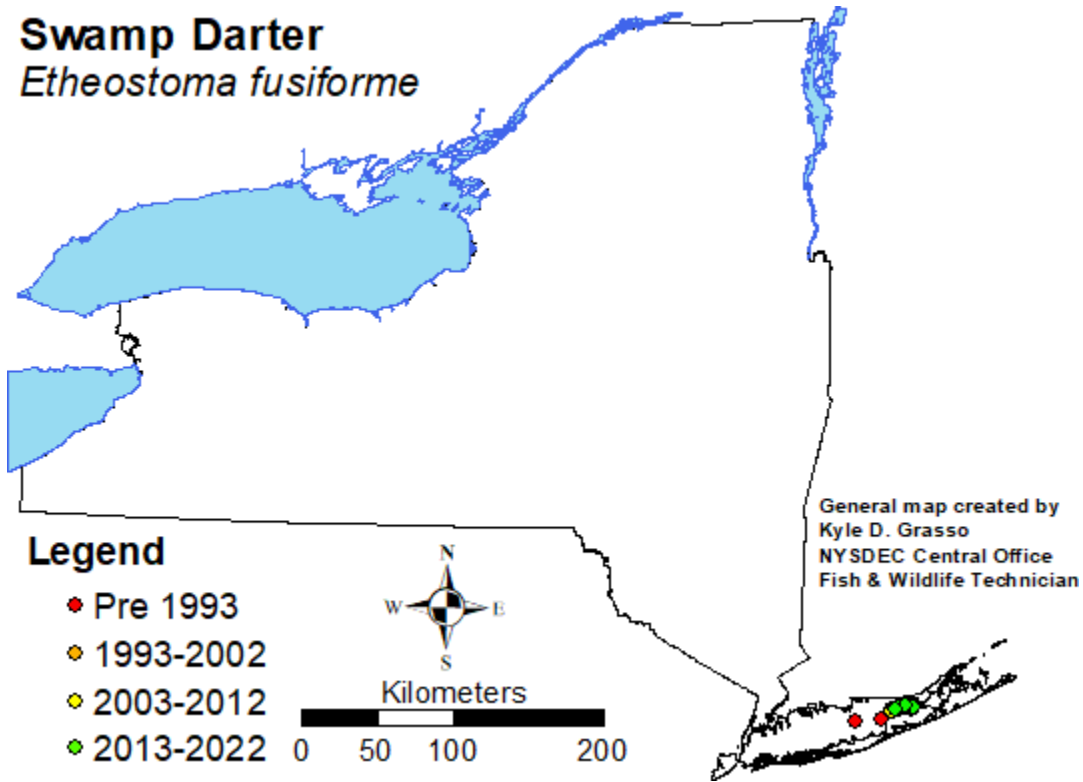 Swamp Darter
Etheostoma fusiforme
General map created by
Kyle D. Grasso
NYSDEC Central Office
Fish & Wildlife Technician
Legend
Pre 1993
1993-2002
2003-2012
2013-2022
N
W E
S
Kilometers
0 50 100 200